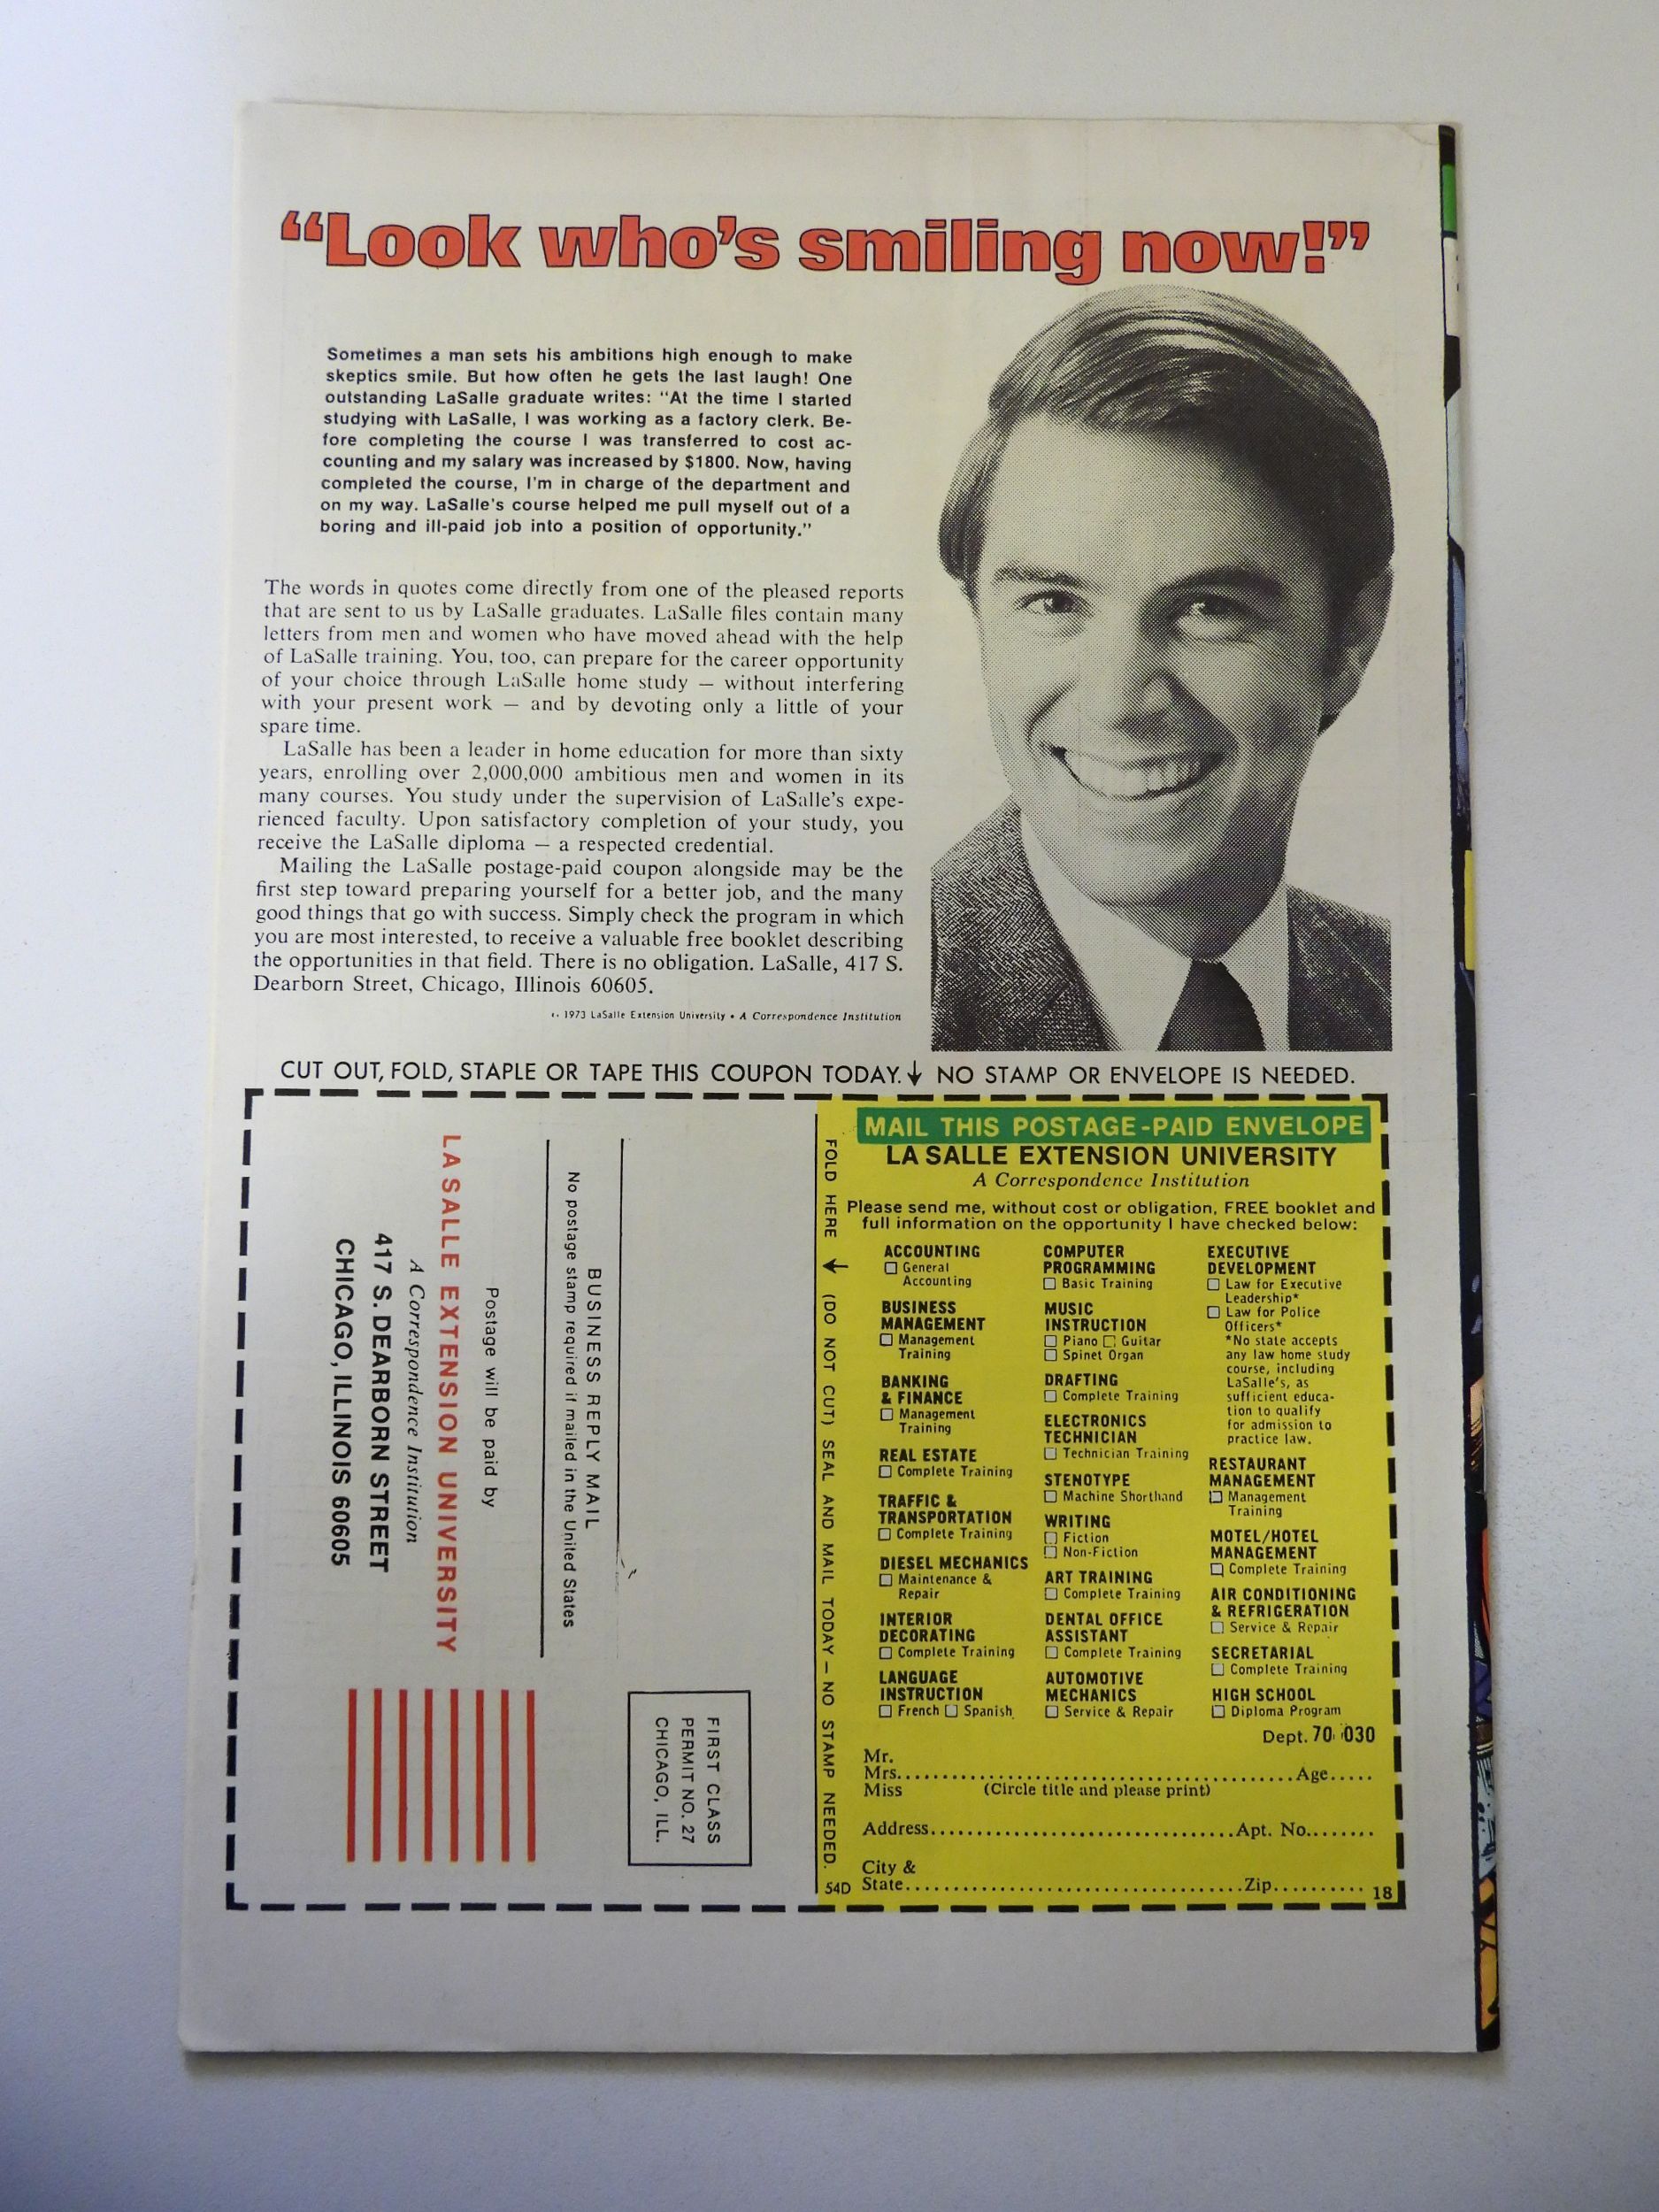 “Look who’s smiling now!”
Sometimes a man sets his ambitions high enough to make
skeptics smile. But how often he gets the last laugh! One
outstanding LaSalle graduate writes: “At the time I started
studying with LaSalle, I was working as a factory clerk. Be-
fore completing the course I was transferred to cost ac-
counting and my salary was increased by $1800. Now, having
completed the course, I’m in charge of the department and
on my way. LaSalle’s course helped me pull myself out of a
boring and ill-paid job into a position of opportunity.”
The words in quotes come directly from one of the pleased reports
that are sent to us by LaSalle graduates. LaSalle files contain many
letters from men and women who have moved ahead with the help
of LaSalle training. You, too, can prepare for the career opportunity
of your choice through LaSalle home study — without interfering
with your present work — and by devoting only a little of your
spare time.
LaSalle has been a leader in home education for more than sixty
years, enrolling over 2,000,000 ambitious men and women in its
many courses. You study under the supervision of LaSalle’s expe-
rienced faculty. Upon satisfactory completion of your study, you
receive the LaSalle diploma — a respected credential.
Mailing the LaSalle postage-paid coupon alongside may be the
first step toward preparing yourself for a better job, and the many
good things that go with success. Simply check the program in which
you are most interested, to receive a valuable free booklet describing
the opportunities in that field. There is no obligation. LaSalle, 417 S.
Dearborn Street, Chicago, Illinois 60605.
© 1973 LaSalle Extension University • A Correspondence Institution
CUT OUT, FOLD, STAPLE OR TAPE THIS COUPON TODAY. ↓ NO STAMP OR ENVELOPE IS NEEDED.
FIRST CLASS
PERMIT NO. 27
CHICAGO, ILL.
BUSINESS REPLY MAIL
No postage stamp required if mailed in the United States
Postage will be paid by
LA SALLE EXTENSION UNIVERSITY
A Correspondence Institution
417 S. DEARBORN STREET
CHICAGO, ILLINOIS 60605
FOLD HERE → (DO NOT CUT) SEAL AND MAIL TODAY — NO STAMP NEEDED.
54D
MAIL THIS POSTAGE-PAID ENVELOPE
LA SALLE EXTENSION UNIVERSITY
A Correspondence Institution
Please send me, without cost or obligation, FREE booklet and
full information on the opportunity I have checked below:
ACCOUNTING
☐ General
Accounting
BUSINESS
MANAGEMENT
☐ Management
Training
BANKING
& FINANCE
☐ Management
Training
REAL ESTATE
☐ Complete Training
TRAFFIC &
TRANSPORTATION
☐ Complete Training
DIESEL MECHANICS
☐ Maintenance &
Repair
INTERIOR
DECORATING
☐ Complete Training
LANGUAGE
INSTRUCTION
☐ French ☐ Spanish
COMPUTER
PROGRAMMING
☐ Basic Training
MUSIC
INSTRUCTION
☐ Piano ☐ Guitar
☐ Spinet Organ
DRAFTING
☐ Complete Training
ELECTRONICS
TECHNICIAN
☐ Technician Training
STENOTYPE
☐ Machine Shorthand
WRITING
☐ Fiction
☐ Non-Fiction
ART TRAINING
☐ Complete Training
DENTAL OFFICE
ASSISTANT
☐ Complete Training
AUTOMOTIVE
MECHANICS
☐ Service & Repair
EXECUTIVE
DEVELOPMENT
☐ Law for Executive
Leadership*
☐ Law for Police
Officers*
*No state accepts
any law home study
course, including
LaSalle’s, as
sufficient educa-
tion to qualify
for admission to
practice law.
RESTAURANT
MANAGEMENT
☐ Management
Training
MOTEL/HOTEL
MANAGEMENT
☐ Complete Training
AIR CONDITIONING
& REFRIGERATION
☐ Service & Repair
SECRETARIAL
☐ Complete Training
HIGH SCHOOL
☐ Diploma Program
Dept. 70-030
Mr.
Mrs. Age
Miss (Circle title and please print)
Address Apt. No.
City &
State Zip
18